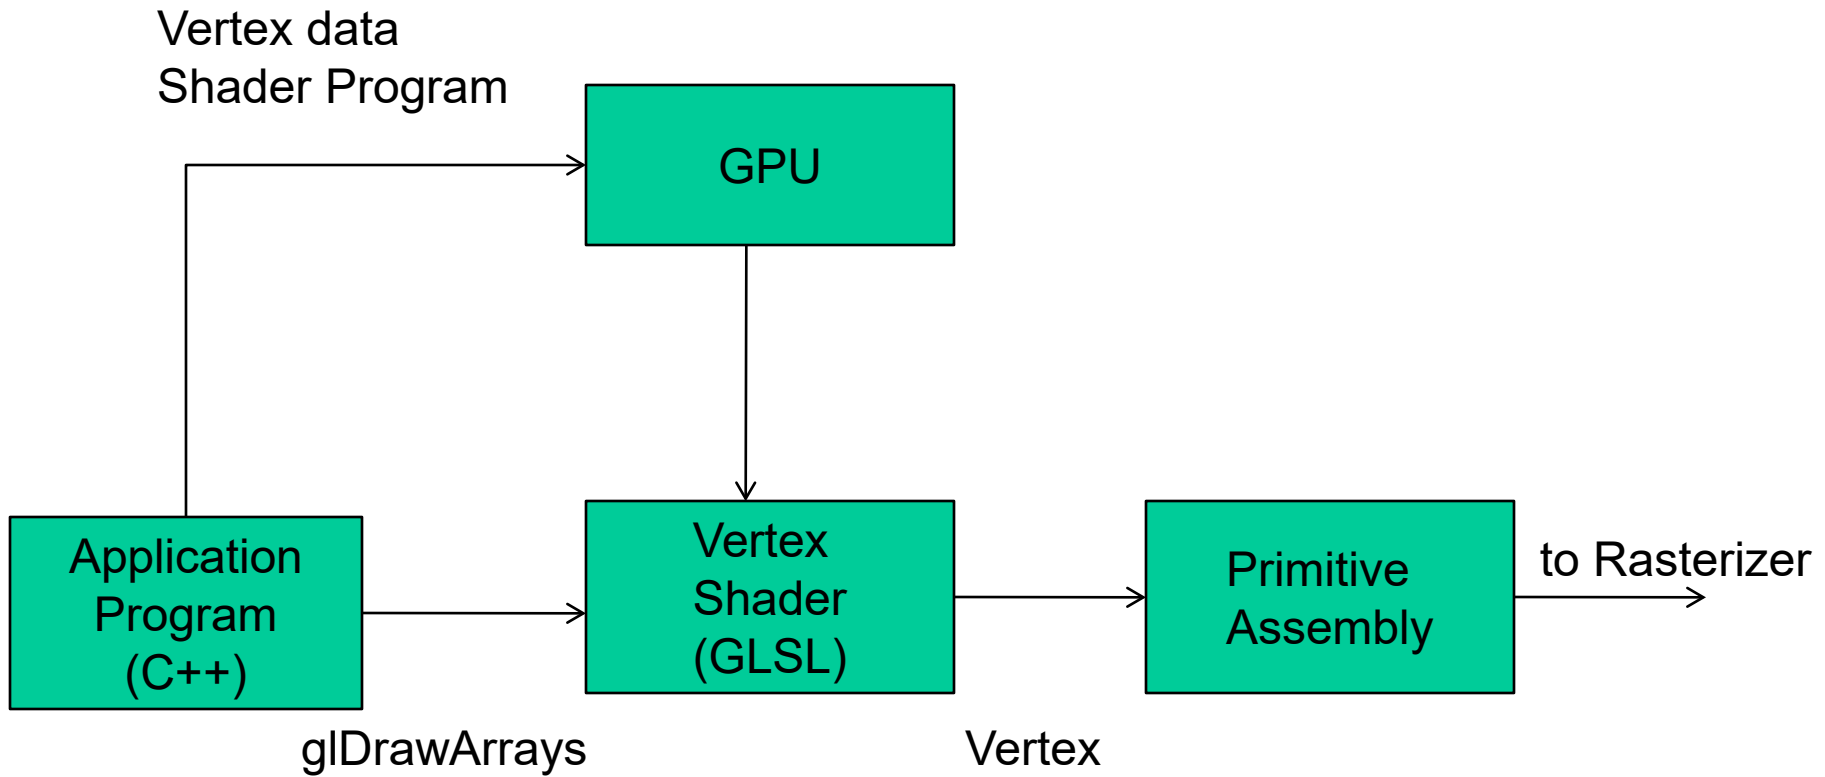 Vertex data
Shader Program
GPU
Application
Program
(C++)
Vertex
Shader
(GLSL)
Primitive
Assembly
to Rasterizer
glDrawArrays
Vertex